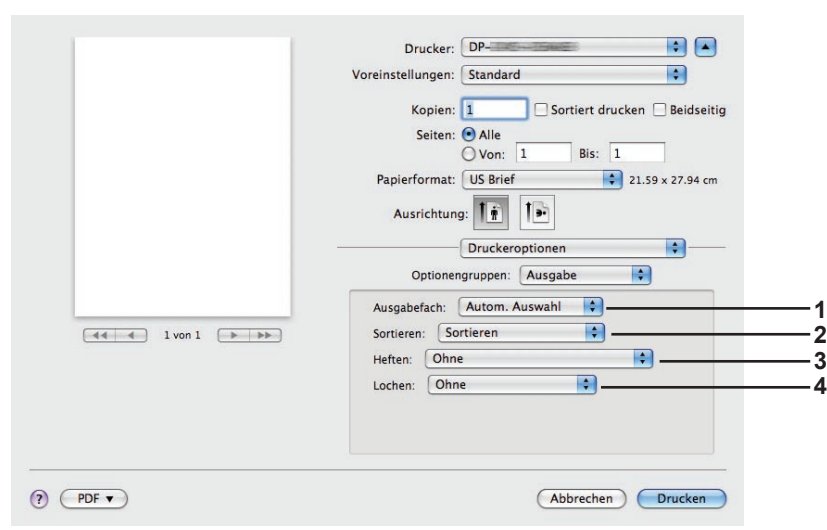 Drucker: DP-
Voreinstellungen: Standard
Kopien: 1 Sortiert drucken Beidseitig
Seiten: Alle
Von: 1 Bis: 1
Papierformat: US Brief 21.59 x 27.94 cm
Ausrichtung:
Druckeroptionen
Optionengruppen: Ausgabe
Ausgabefach: Autom. Auswahl 1
Sortieren: Sortieren 2
Heften: Ohne 3
Lochen: Ohne 4
1 von 1
? PDF ▼ Abbrechen Drucken